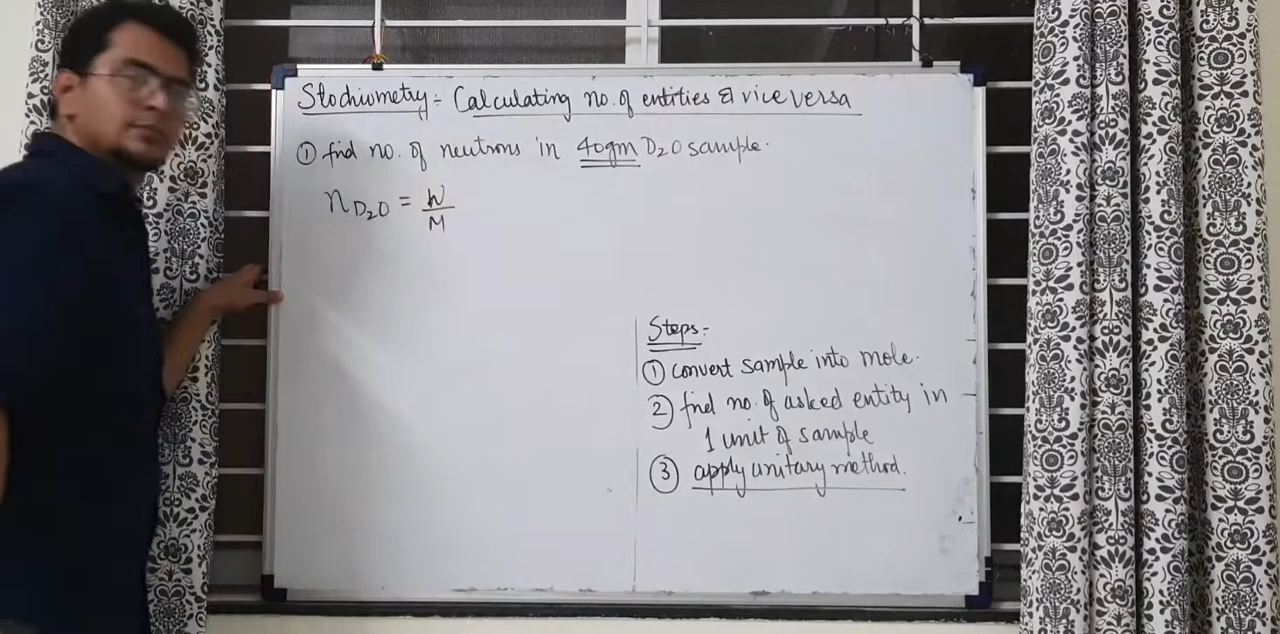 Stochiometry:- Calculating no. of entities & vice versa
① find no. of neutrons in 40gm D₂O sample.
n D₂O = W/M
Steps:-
① convert sample into mole.
② find no. of asked entity in
1 unit of sample
③ apply unitary method.